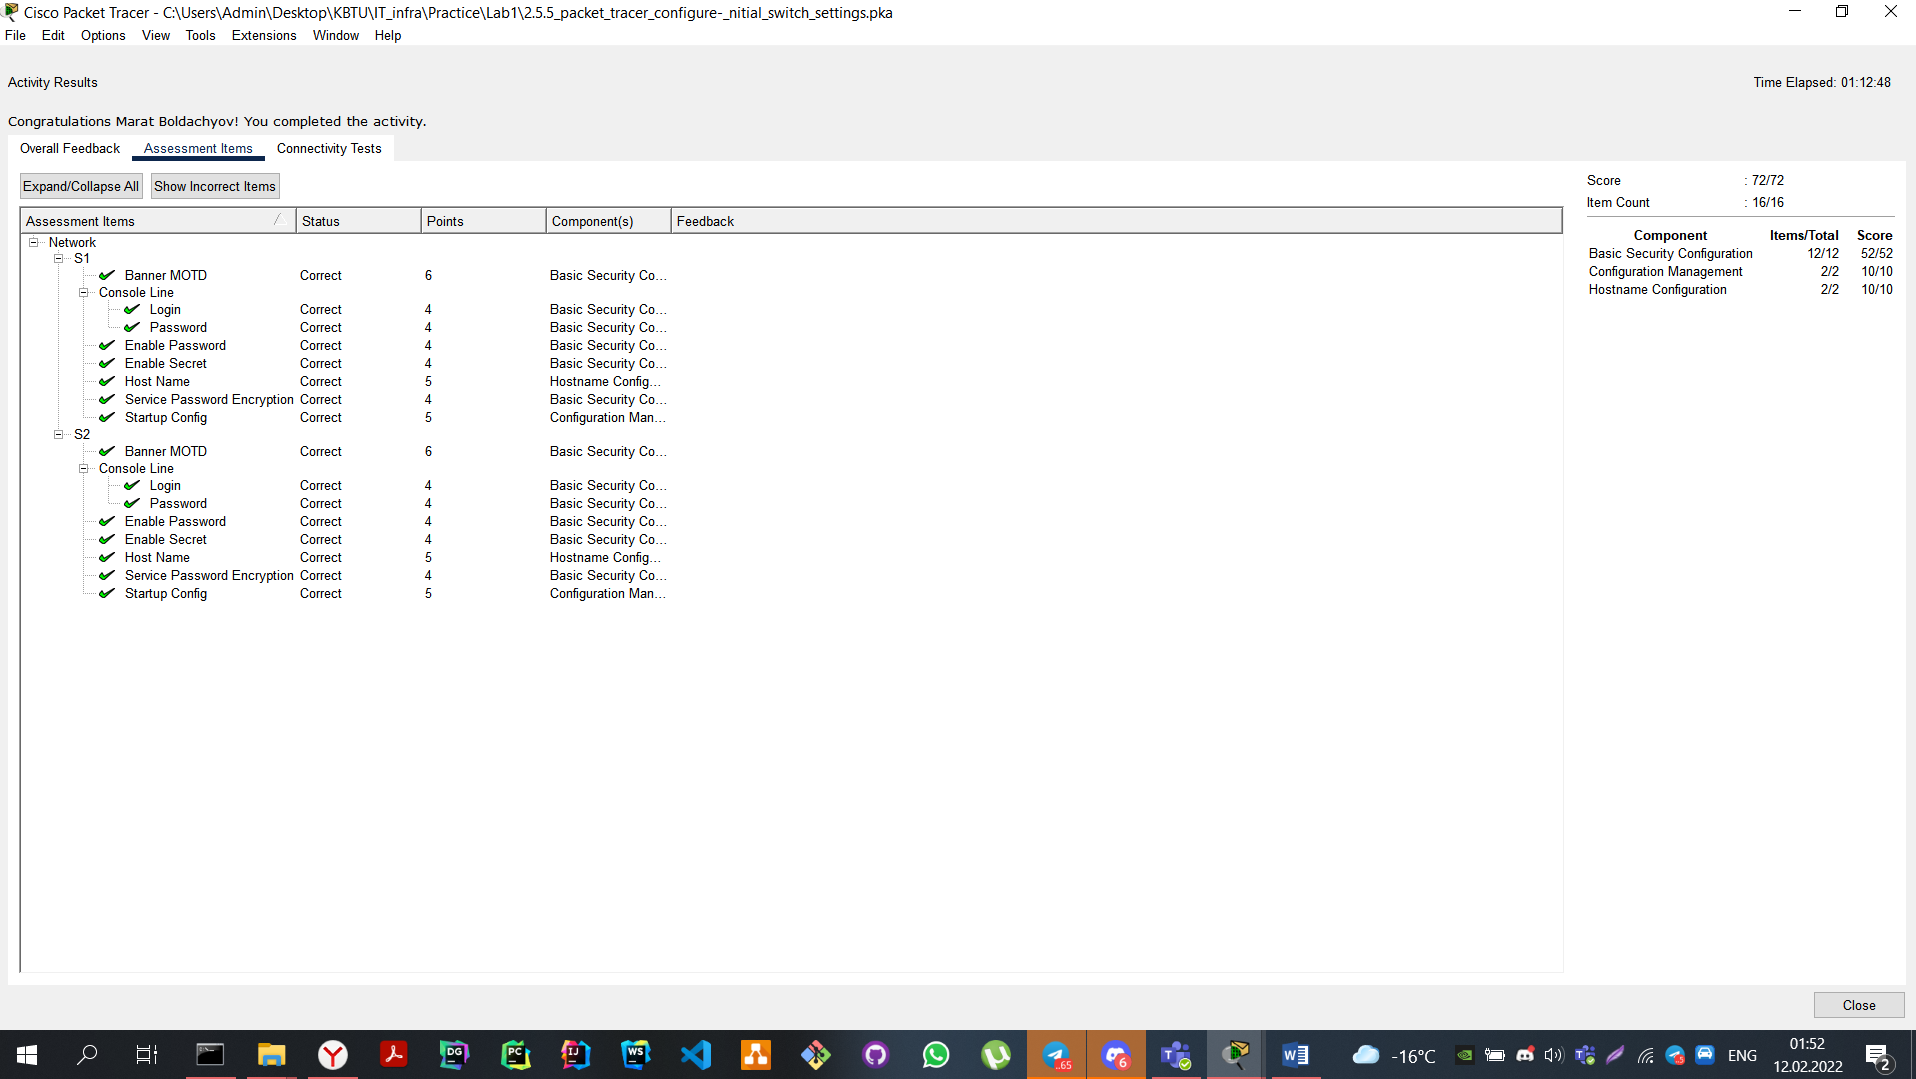 Cisco Packet Tracer - C:\Users\Admin\Desktop\KBTU\IT_infra\Practice\Lab1\2.5.5_packet_tracer_configure-_nitial_switch_settings.pka
File Edit Options View Tools Extensions Window Help
Activity Results
Time Elapsed: 01:12:48
Congratulations Marat Boldachyov! You completed the activity.
Overall Feedback Assessment Items Connectivity Tests
Expand/Collapse All Show Incorrect Items
Assessment Items Status Points Component(s) Feedback
Network
S1
Banner MOTD Correct 6 Basic Security Co...
Console Line
Login Correct 4 Basic Security Co...
Password Correct 4 Basic Security Co...
Enable Password Correct 4 Basic Security Co...
Enable Secret Correct 4 Basic Security Co...
Host Name Correct 5 Hostname Config...
Service Password Encryption Correct 4 Basic Security Co...
Startup Config Correct 5 Configuration Man...
S2
Banner MOTD Correct 6 Basic Security Co...
Console Line
Login Correct 4 Basic Security Co...
Password Correct 4 Basic Security Co...
Enable Password Correct 4 Basic Security Co...
Enable Secret Correct 4 Basic Security Co...
Host Name Correct 5 Hostname Config...
Service Password Encryption Correct 4 Basic Security Co...
Startup Config Correct 5 Configuration Man...
Score : 72/72
Item Count : 16/16
Component Items/Total Score
Basic Security Configuration 12/12 52/52
Configuration Management 2/2 10/10
Hostname Configuration 2/2 10/10
Close
DG PC IJ WS ..65 6 -16°C ENG
01:52
12.02.2022
2